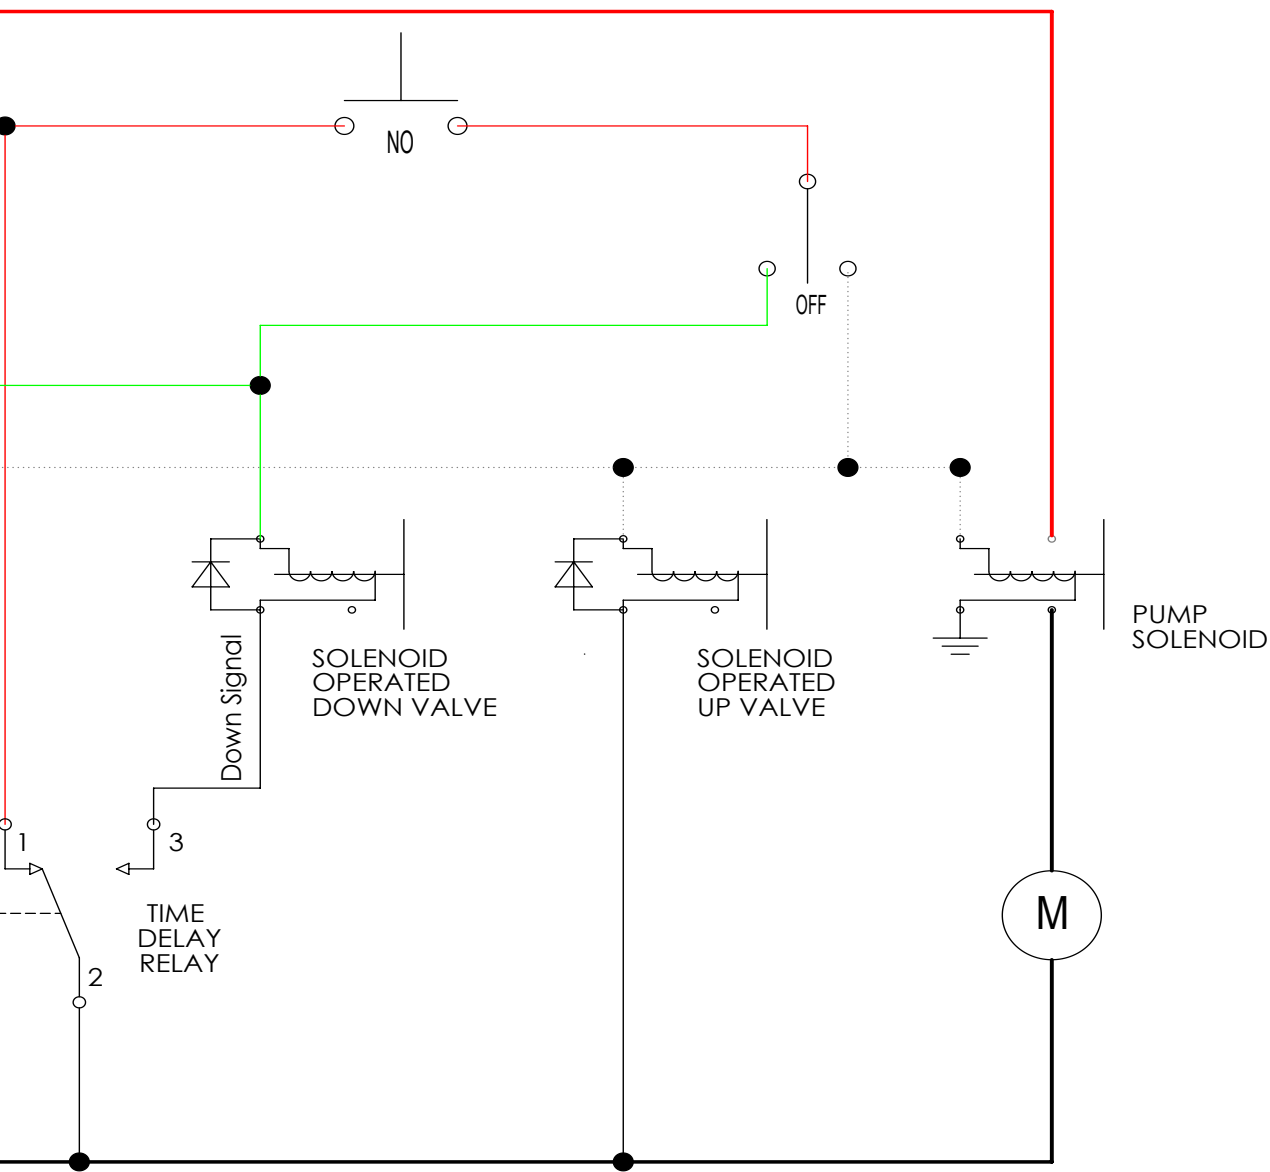 NO
OFF
PUMP
SOLENOID
Down Signal
SOLENOID
OPERATED
DOWN VALVE
SOLENOID
OPERATED
UP VALVE
1
3
TIME
DELAY
RELAY
2
M